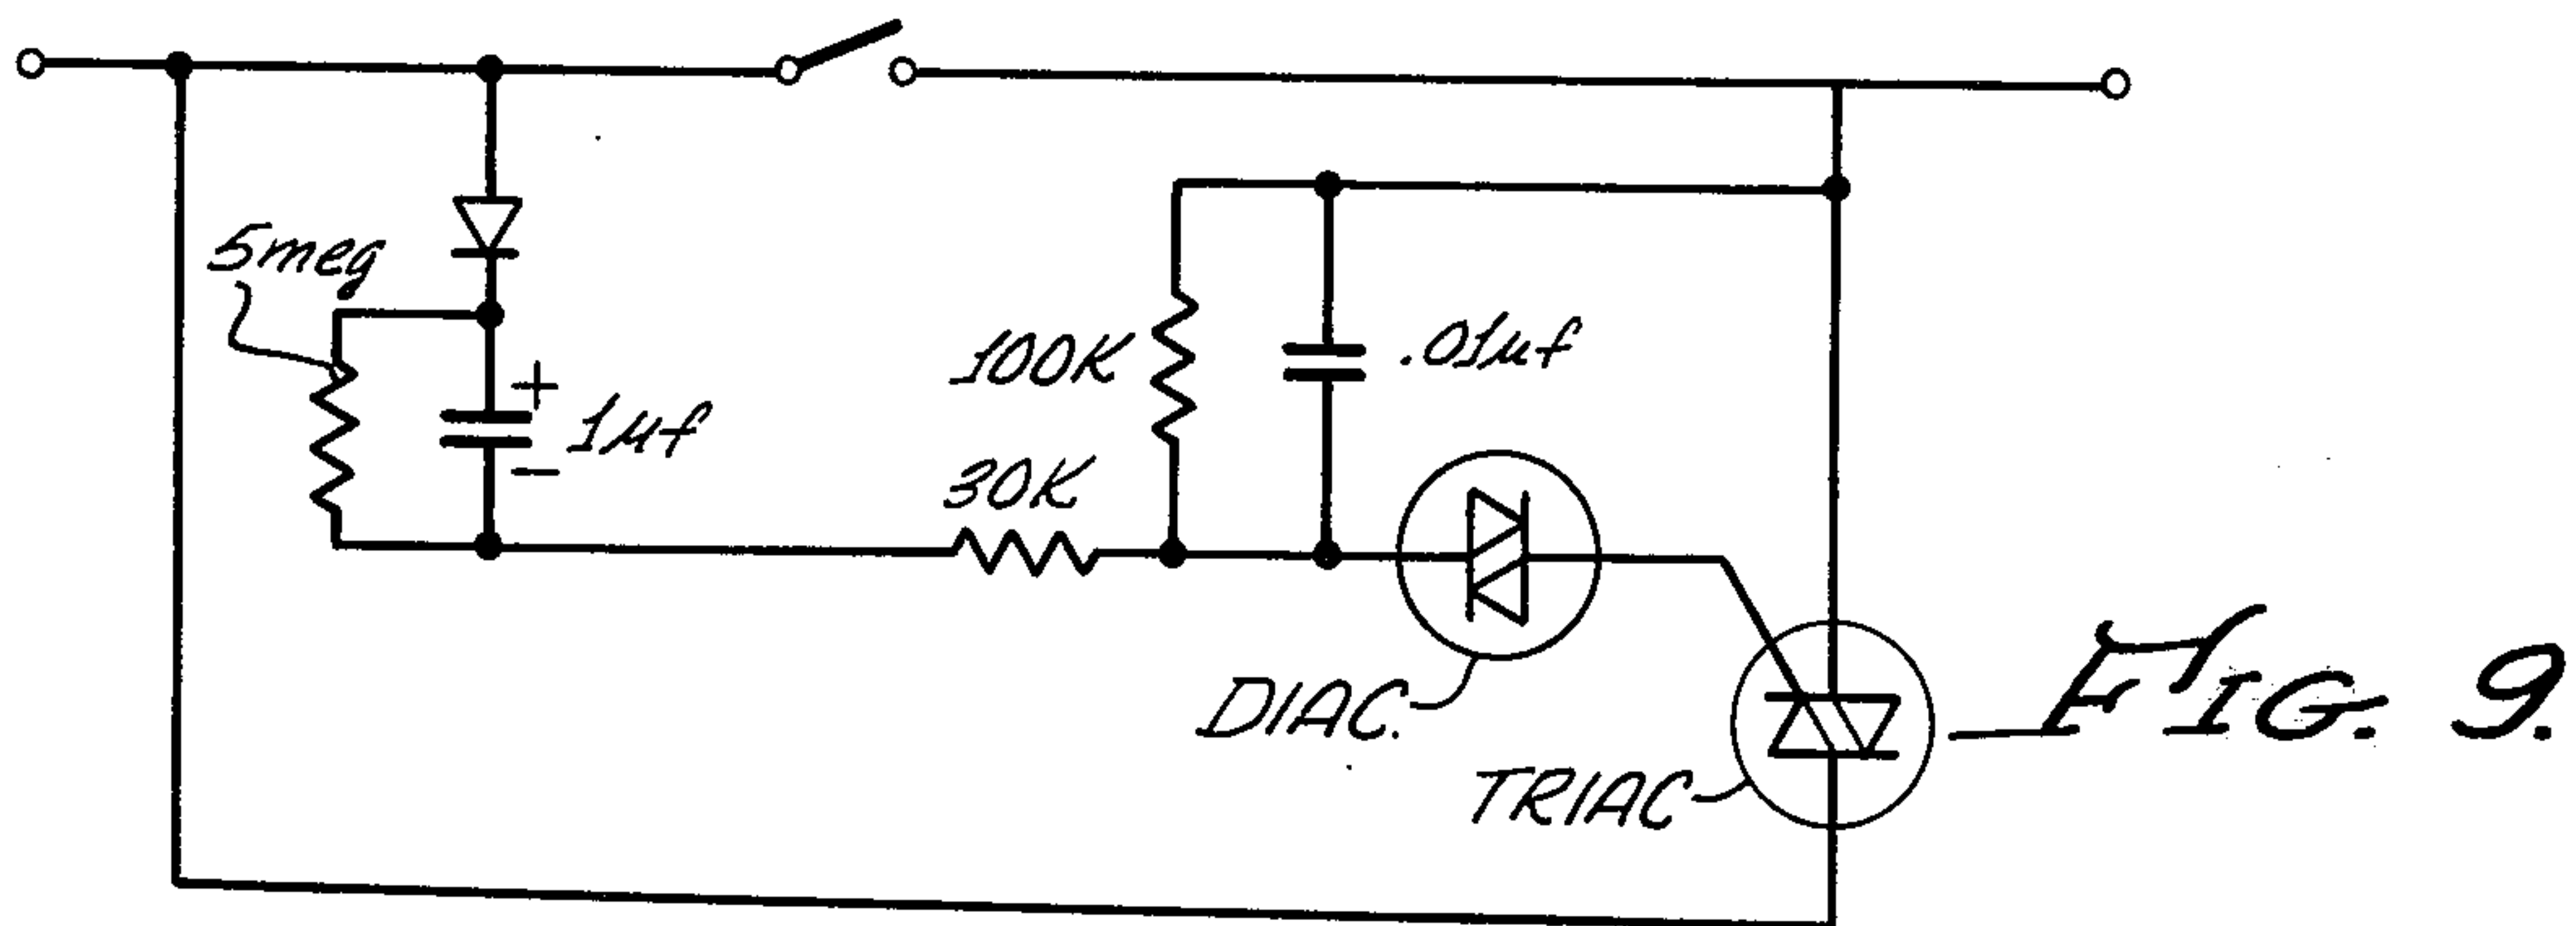 5meg
+
1µf
−
100K
.01µf
30K
DIAC.
TRIAC
FIG. 9.